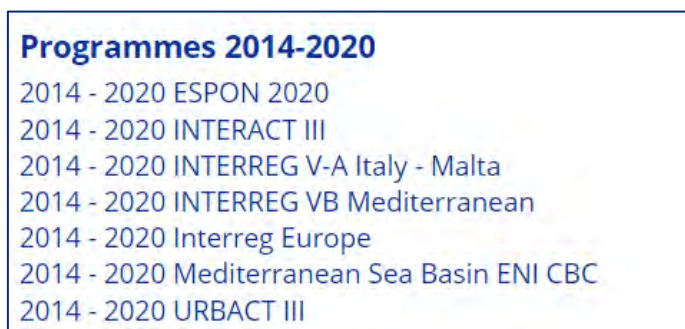 Programmes 2014-2020
2014 - 2020 ESPON 2020
2014 - 2020 INTERACT III
2014 - 2020 INTERREG V-A Italy - Malta
2014 - 2020 INTERREG VB Mediterranean
2014 - 2020 Interreg Europe
2014 - 2020 Mediterranean Sea Basin ENI CBC
2014 - 2020 URBACT III